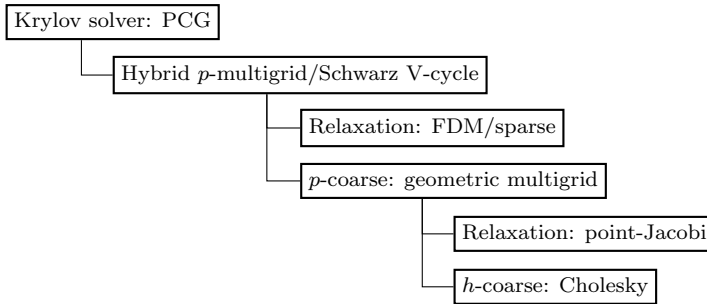 Krylov solver: PCG
Hybrid p-multigrid/Schwarz V-cycle
Relaxation: FDM/sparse
p-coarse: geometric multigrid
Relaxation: point-Jacobi
h-coarse: Cholesky